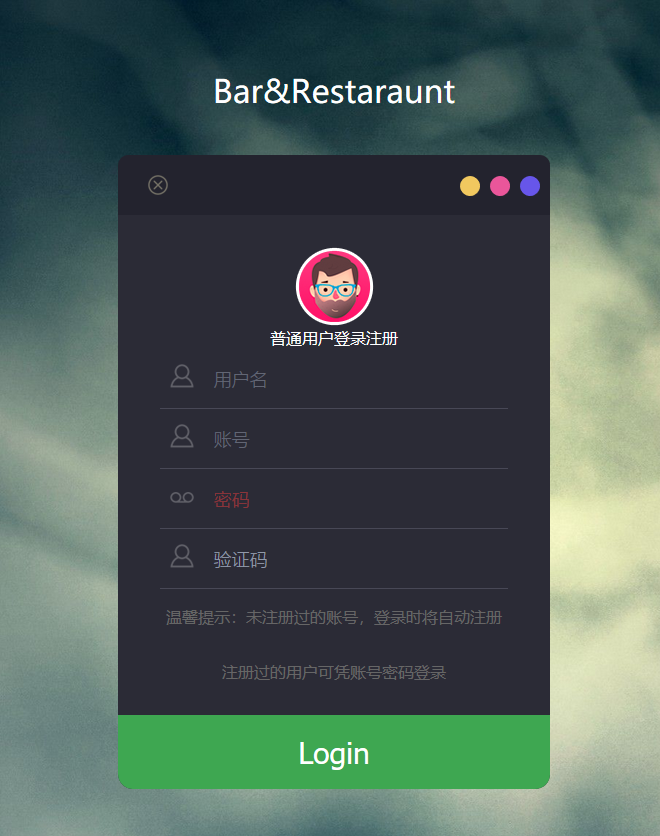 Bar&Restaraunt
普通用户登录注册
用户名
账号
密码
验证码
温馨提示：未注册过的账号，登录时将自动注册
注册过的用户可凭账号密码登录
Login